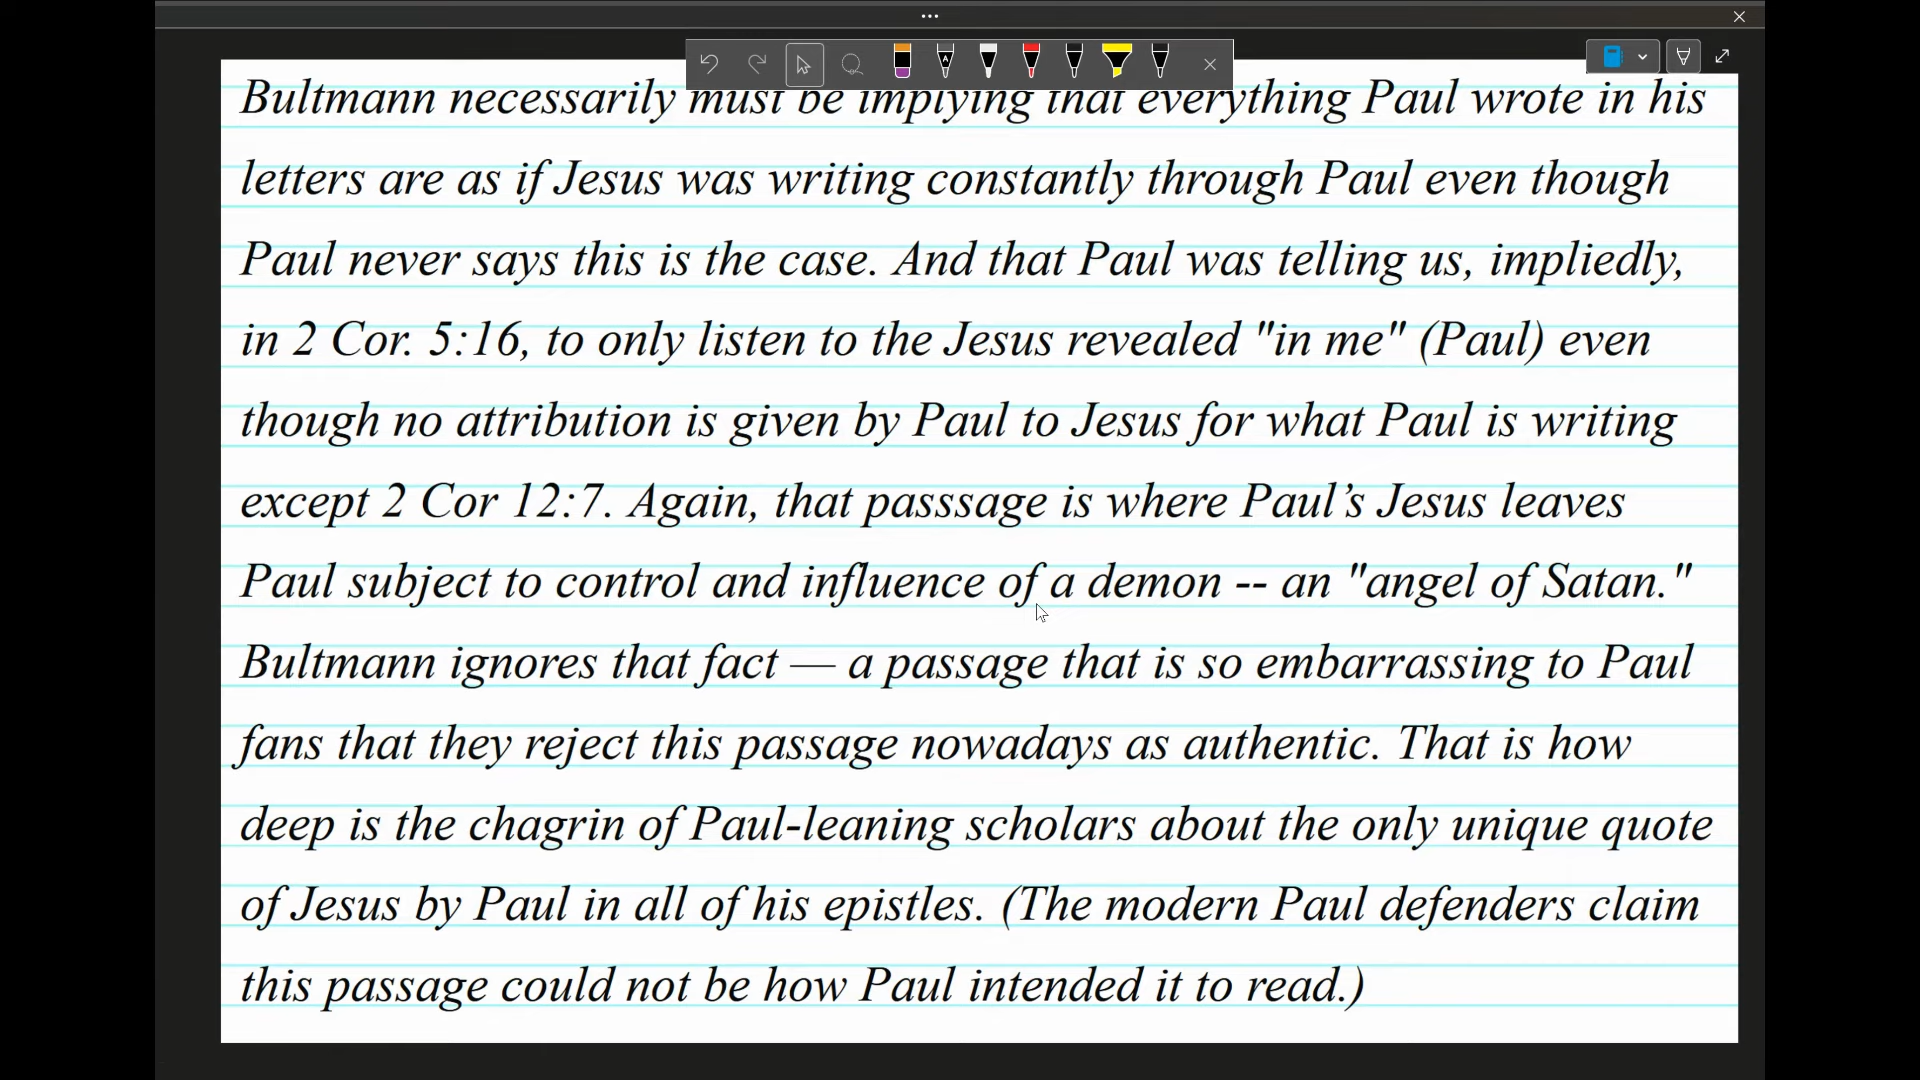 Bultmann necessarily must be implying that everything Paul wrote in his
letters are as if Jesus was writing constantly through Paul even though
Paul never says this is the case. And that Paul was telling us, impliedly,
in 2 Cor. 5:16, to only listen to the Jesus revealed "in me" (Paul) even
though no attribution is given by Paul to Jesus for what Paul is writing
except 2 Cor 12:7. Again, that passsage is where Paul’s Jesus leaves
Paul subject to control and influence of a demon -- an "angel of Satan."
Bultmann ignores that fact — a passage that is so embarrassing to Paul
fans that they reject this passage nowadays as authentic. That is how
deep is the chagrin of Paul-leaning scholars about the only unique quote
of Jesus by Paul in all of his epistles. (The modern Paul defenders claim
this passage could not be how Paul intended it to read.)